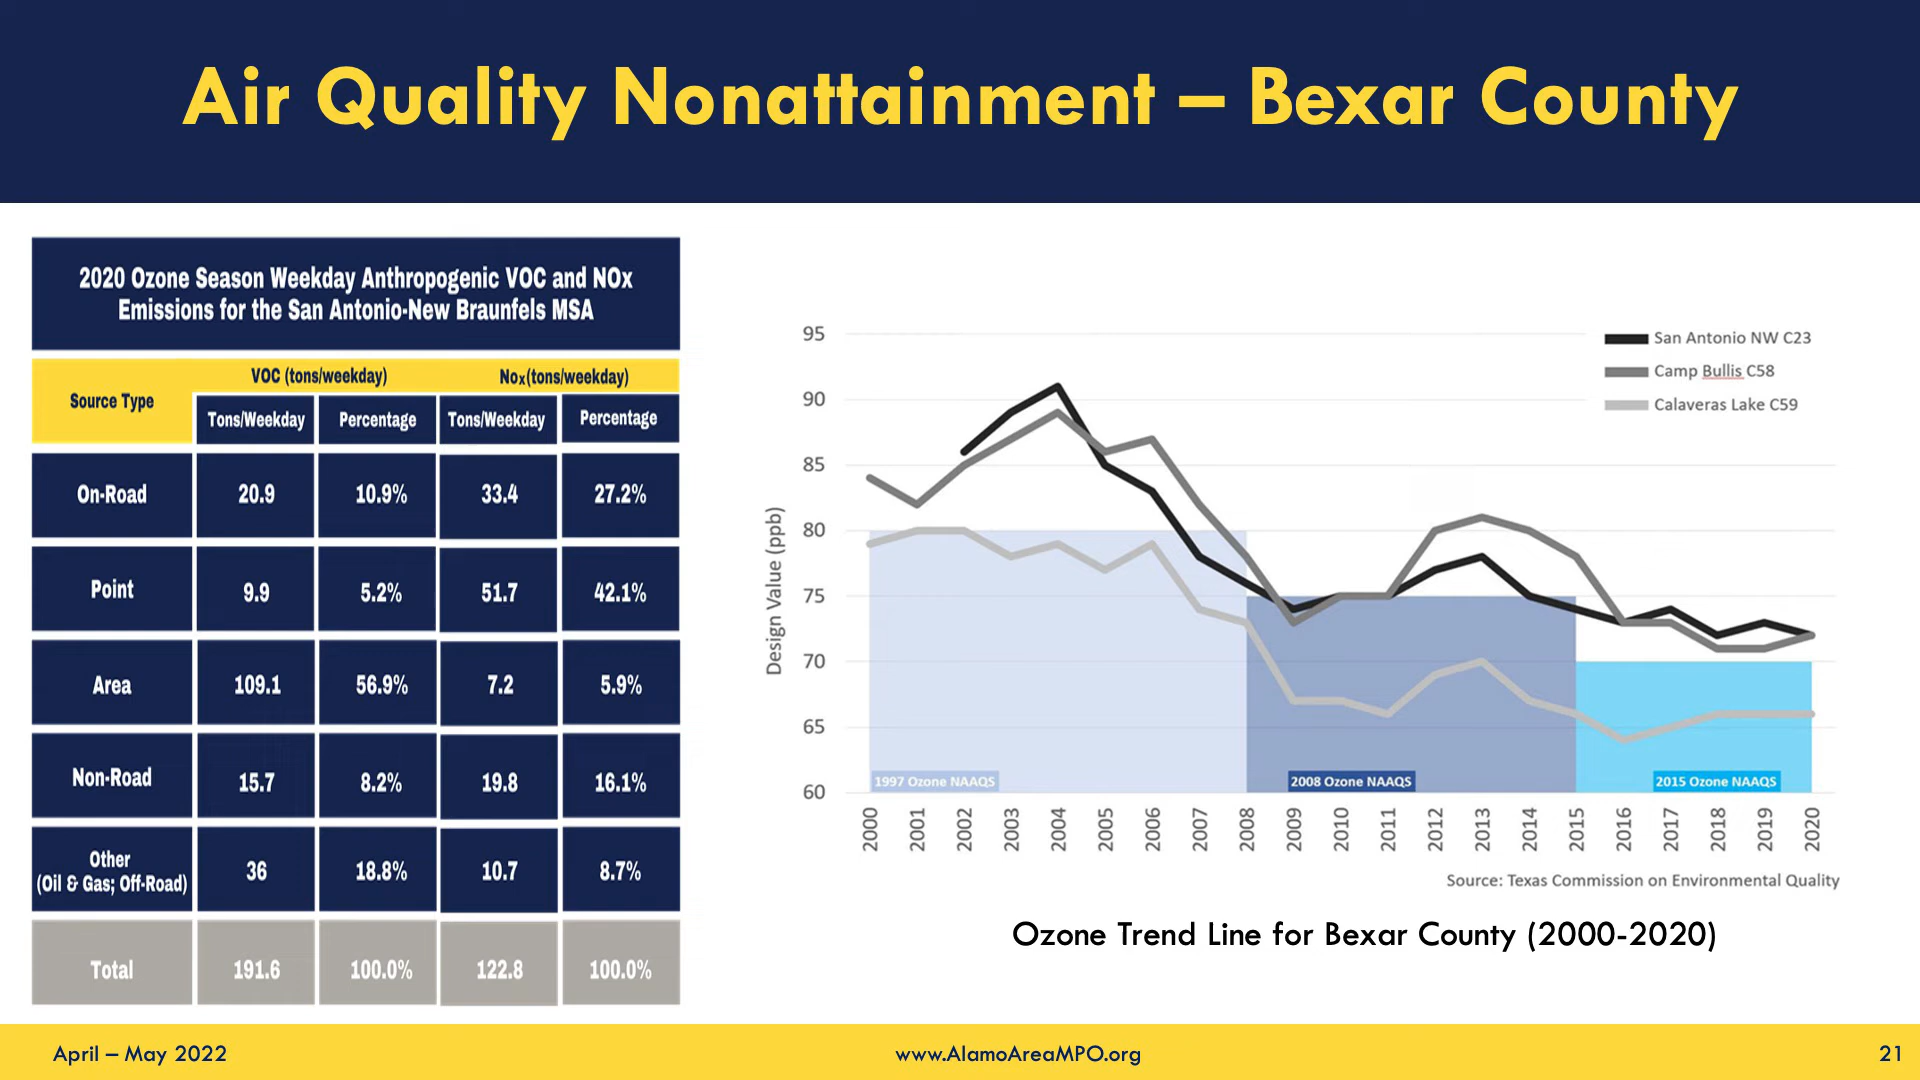 Air Quality Nonattainment – Bexar County
2020 Ozone Season Weekday Anthropogenic VOC and NOx
Emissions for the San Antonio-New Braunfels MSA
Source Type
VOC (tons/weekday)
Nox(tons/weekday)
Tons/Weekday
Percentage
Tons/Weekday
Percentage
On-Road
20.9
10.9%
33.4
27.2%
Point
9.9
5.2%
51.7
42.1%
Area
109.1
56.9%
7.2
5.9%
Non-Road
15.7
8.2%
19.8
16.1%
Other
(Oil & Gas; Off-Road)
36
18.8%
10.7
8.7%
Total
191.6
100.0%
122.8
100.0%
Design Value (ppb)
95
90
85
80
75
70
65
60
San Antonio NW C23
Camp Bullis C58
Calaveras Lake C59
1997 Ozone NAAQS
2008 Ozone NAAQS
2015 Ozone NAAQS
2000
2001
2002
2003
2004
2005
2006
2007
2008
2009
2010
2011
2012
2013
2014
2015
2016
2017
2018
2019
2020
Source: Texas Commission on Environmental Quality
Ozone Trend Line for Bexar County (2000-2020)
April – May 2022
www.AlamoAreaMPO.org
21